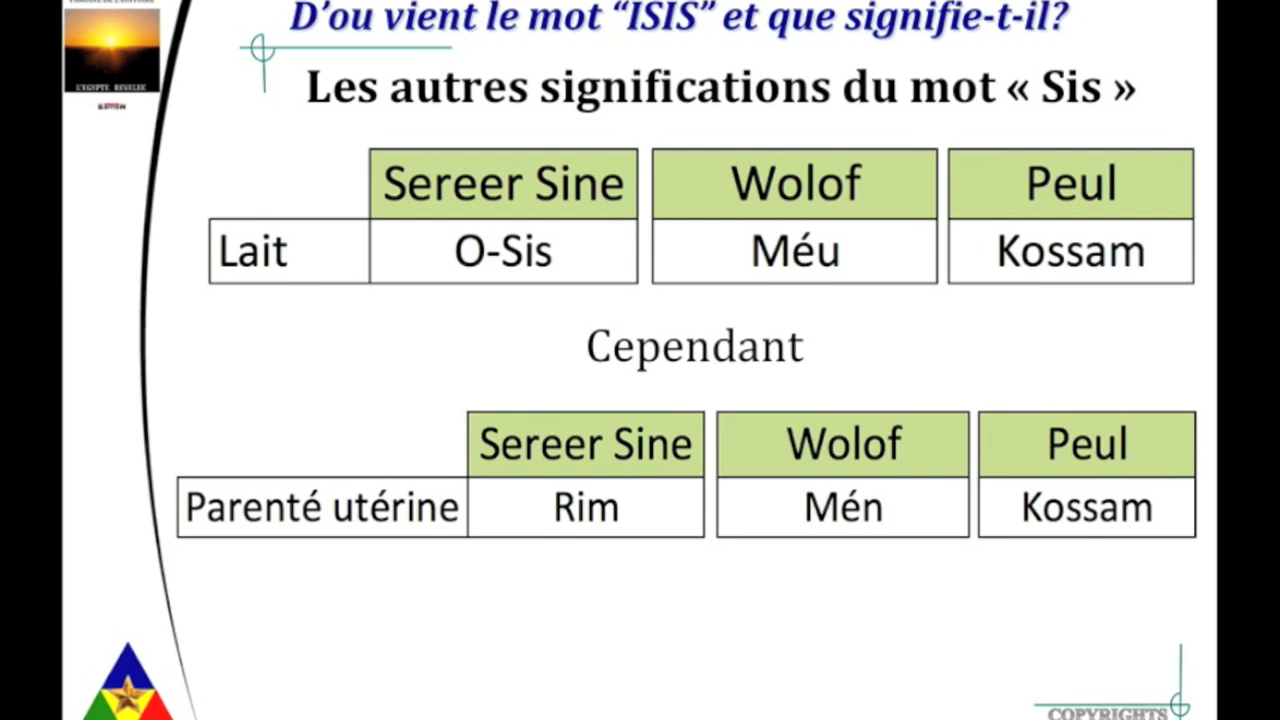 D'ou vient le mot "ISIS" et que signifie-t-il?
L'EGYPTE REVELEE
Les autres significations du mot « Sis »
Sereer Sine Wolof Peul
Lait O-Sis Méu Kossam
Cependant
Sereer Sine Wolof Peul
Parenté utérine Rim Mén Kossam
COPYRIGHTS